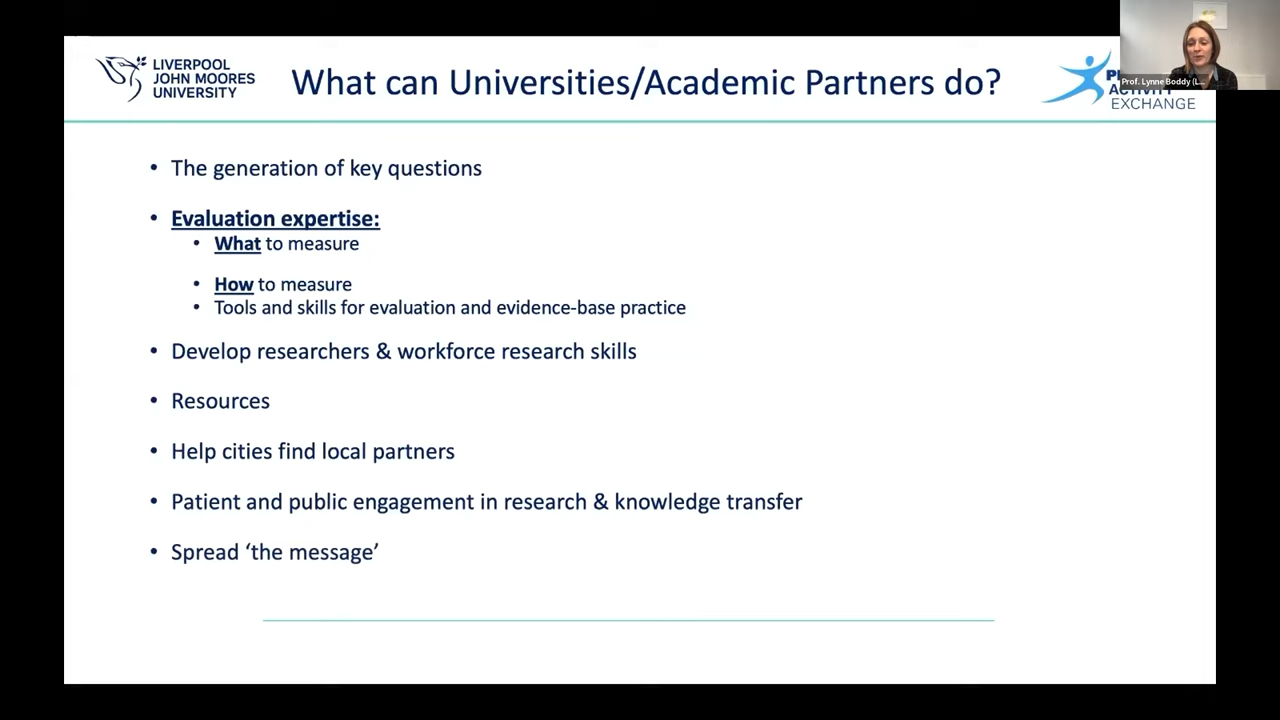 LIVERPOOL
JOHN MOORES
UNIVERSITY
What can Universities/Academic Partners do?
Prof. Lynne Boddy (L...
ACTIVITY
EXCHANGE
• The generation of key questions
• Evaluation expertise:
• What to measure
• How to measure
• Tools and skills for evaluation and evidence-base practice
• Develop researchers & workforce research skills
• Resources
• Help cities find local partners
• Patient and public engagement in research & knowledge transfer
• Spread ‘the message’